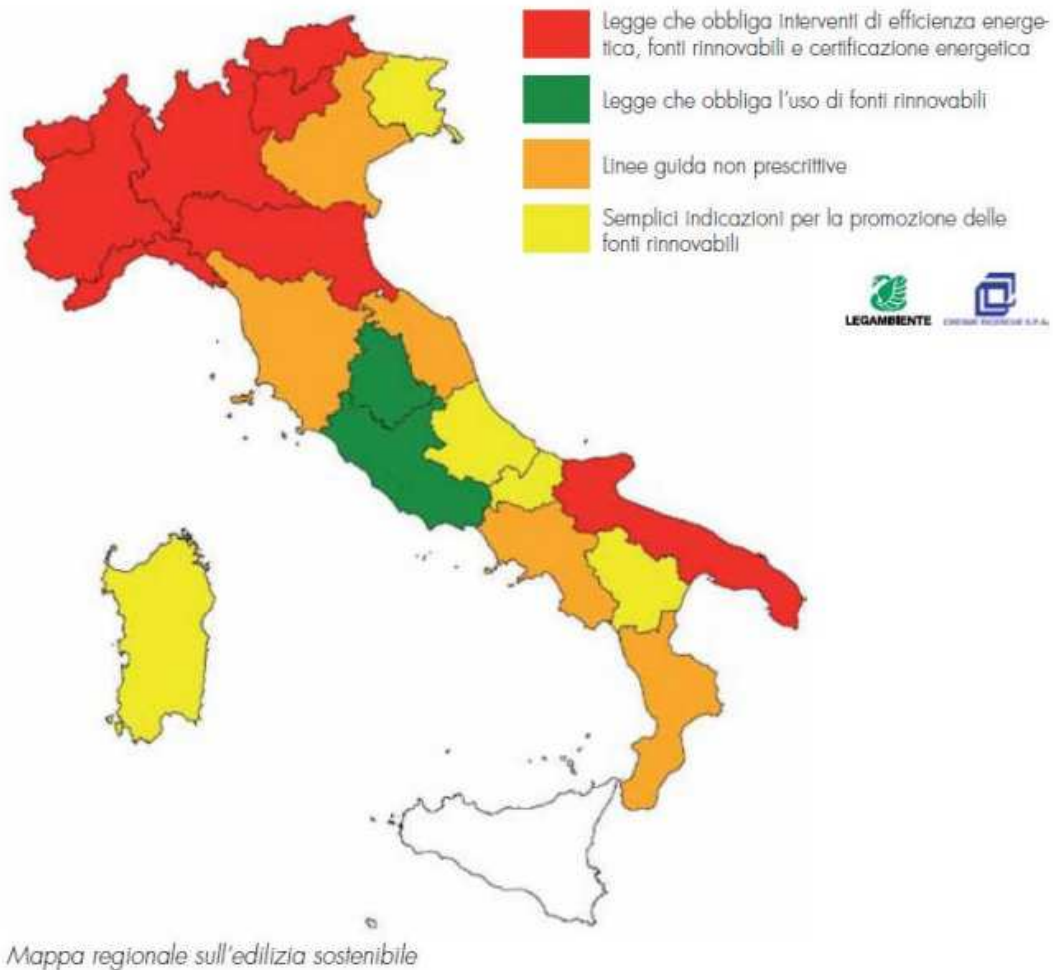 Legge che obbliga interventi di efficienza energe-
tica, fonti rinnovabili e certificazione energetica
Legge che obbliga l'uso di fonti rinnovabili
Linee guida non prescrittive
Semplici indicazioni per la promozione delle
fonti rinnovabili
LEGAMBIENTE
RICERCHE S.P.A.
Mappa regionale sull'edilizia sostenibile